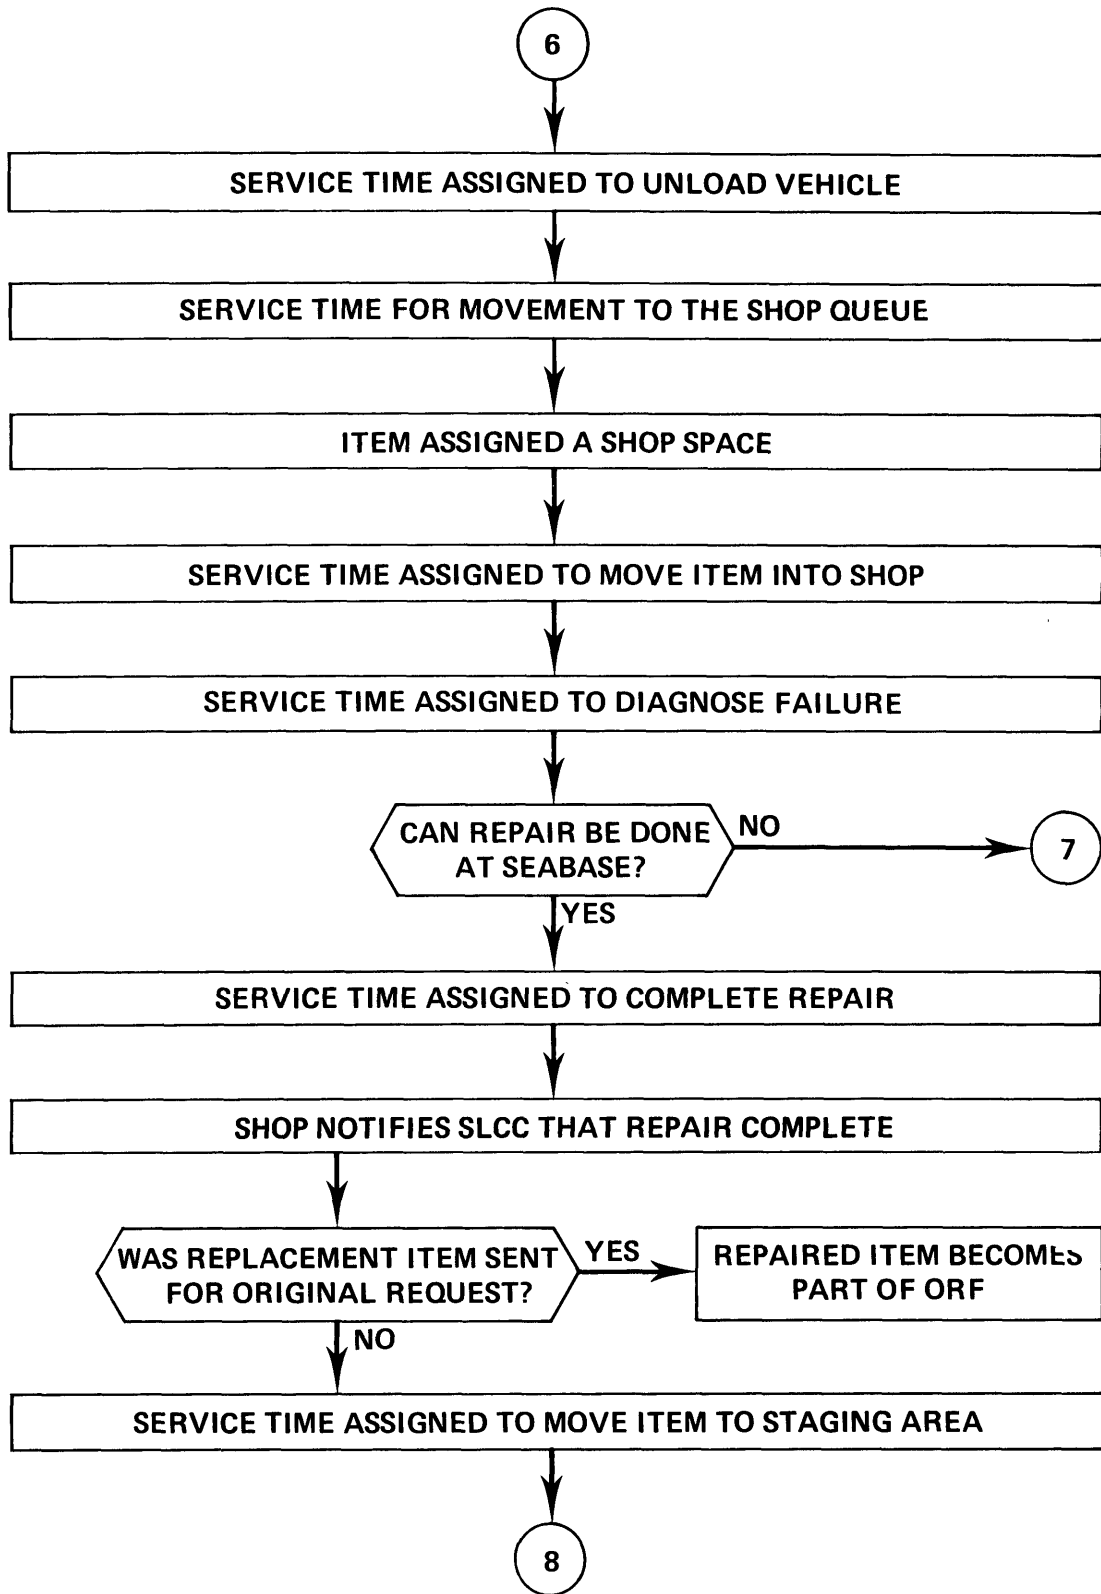 6
SERVICE TIME ASSIGNED TO UNLOAD VEHICLE
SERVICE TIME FOR MOVEMENT TO THE SHOP QUEUE
ITEM ASSIGNED A SHOP SPACE
SERVICE TIME ASSIGNED TO MOVE ITEM INTO SHOP
SERVICE TIME ASSIGNED TO DIAGNOSE FAILURE
CAN REPAIR BE DONE
AT SEABASE?
NO
7
YES
SERVICE TIME ASSIGNED TO COMPLETE REPAIR
SHOP NOTIFIES SLCC THAT REPAIR COMPLETE
WAS REPLACEMENT ITEM SENT
FOR ORIGINAL REQUEST?
YES
REPAIRED ITEM BECOMES
PART OF ORF
NO
SERVICE TIME ASSIGNED TO MOVE ITEM TO STAGING AREA
8